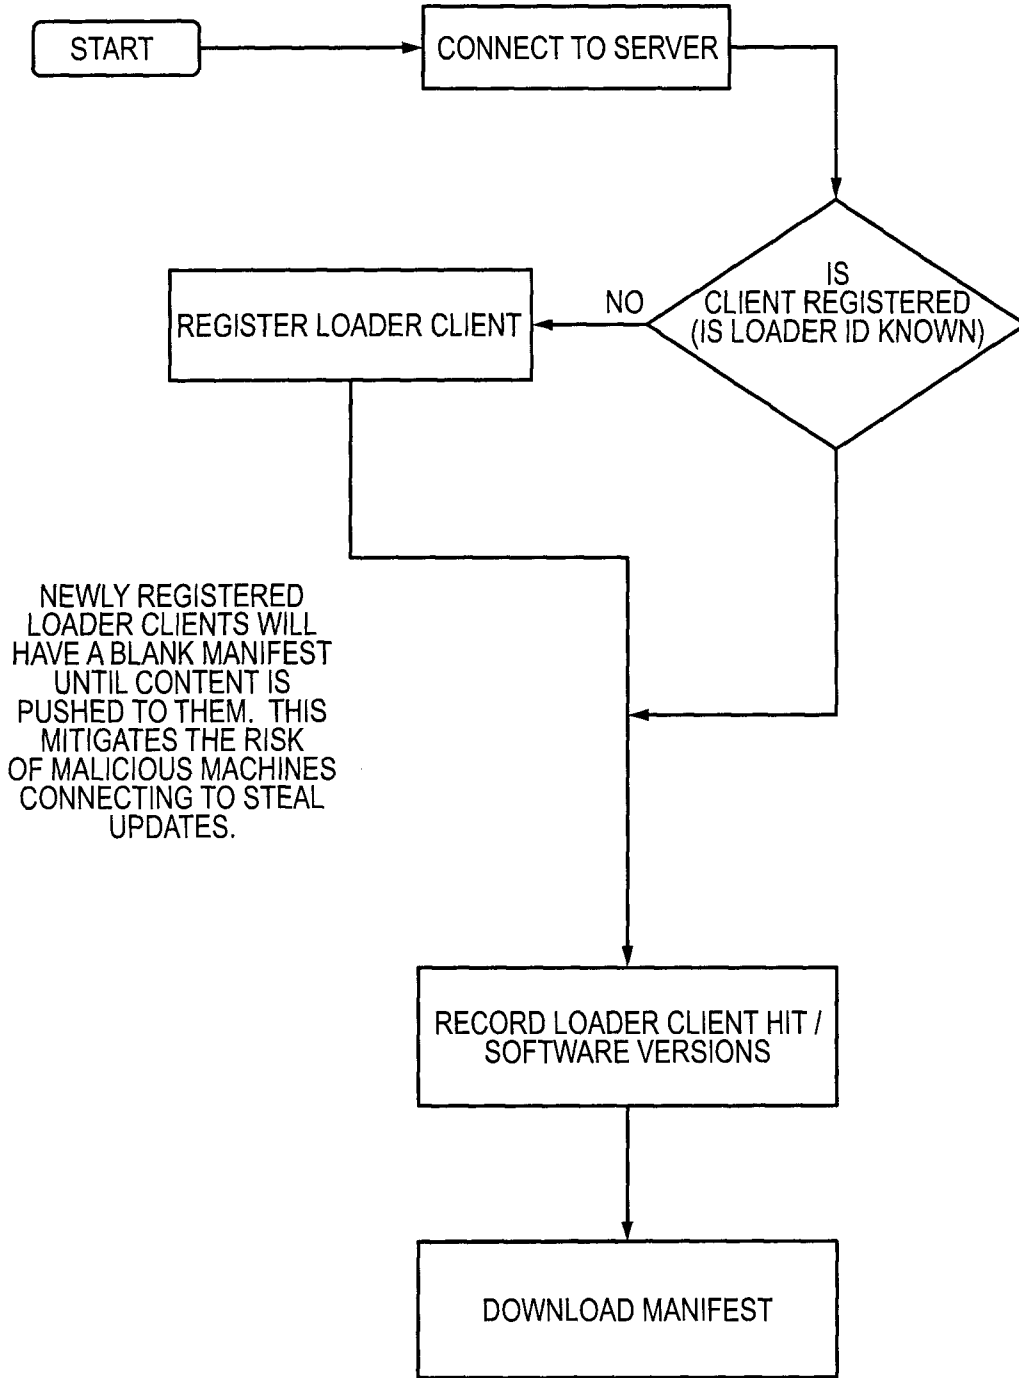 START
CONNECT TO SERVER
IS
CLIENT REGISTERED
(IS LOADER ID KNOWN)
NO
REGISTER LOADER CLIENT
NEWLY REGISTERED
LOADER CLIENTS WILL
HAVE A BLANK MANIFEST
UNTIL CONTENT IS
PUSHED TO THEM. THIS
MITIGATES THE RISK
OF MALICIOUS MACHINES
CONNECTING TO STEAL
UPDATES.
RECORD LOADER CLIENT HIT /
SOFTWARE VERSIONS
DOWNLOAD MANIFEST